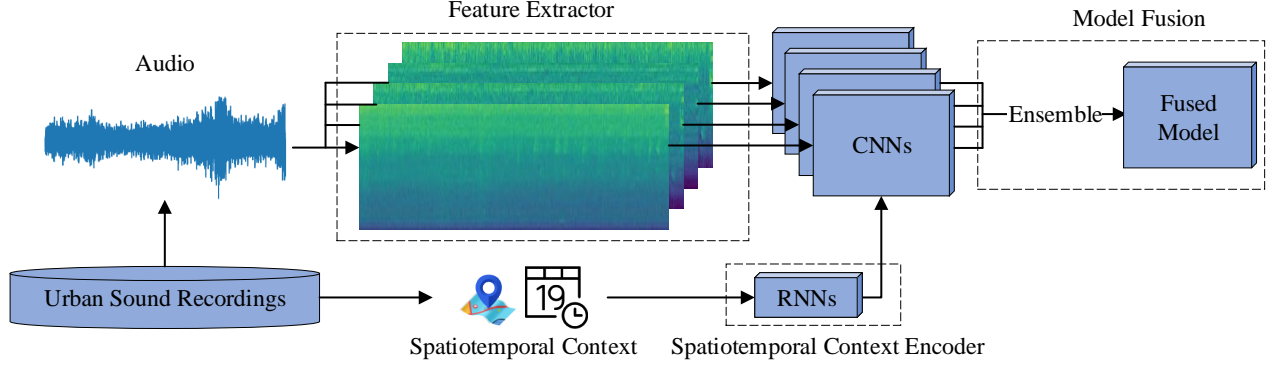 Feature Extractor
Model Fusion
Audio
CNNs
Ensemble
Fused
Model
Urban Sound Recordings
19
RNNs
Spatiotemporal Context
Spatiotemporal Context Encoder